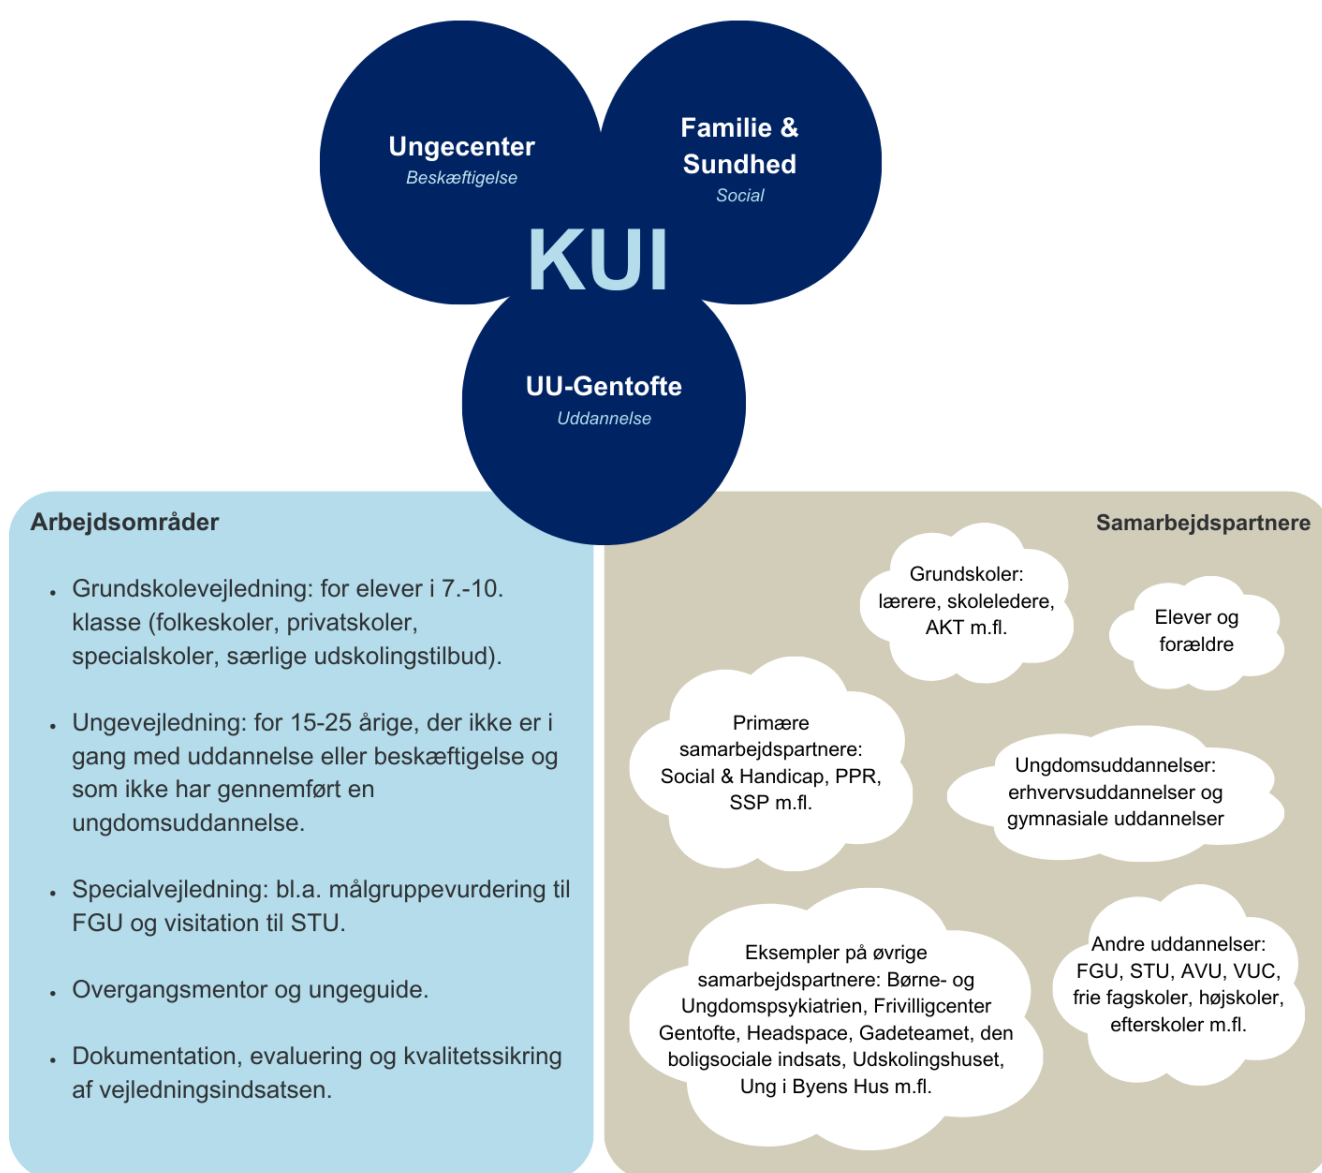 Ungecenter
Beskæftigelse
Familie &
Sundhed
Social
KUI
UU-Gentofte
Uddannelse
Arbejdsområder
• Grundskolevejledning: for elever i 7.-10.
klasse (folkeskoler, privatskoler,
specialskoler, særlige udskolingstilbud).
• Ungevejledning: for 15-25 årige, der ikke er i
gang med uddannelse eller beskæftigelse og
som ikke har gennemført en
ungdomsuddannelse.
• Specialvejledning: bl.a. målgruppevurdering til
FGU og visitation til STU.
• Overgangsmentor og ungeguide.
• Dokumentation, evaluering og kvalitetssikring
af vejledningsindsatsen.
Samarbejdspartnere
Grundskoler:
lærere, skoleledere,
AKT m.fl.
Elever og
forældre
Primære
samarbejdspartnere:
Social & Handicap, PPR,
SSP m.fl.
Ungdomsuddannelser:
erhvervsuddannelser og
gymnasiale uddannelser
Eksempler på øvrige
samarbejdspartnere: Børne- og
Ungdomspsykiatrien, Frivilligcenter
Gentofte, Headspace, Gadeteamet, den
boligsociale indsats, Udskolingshuset,
Ung i Byens Hus m.fl.
Andre uddannelser:
FGU, STU, AVU, VUC,
frie fagskoler, højskoler,
efterskoler m.fl.